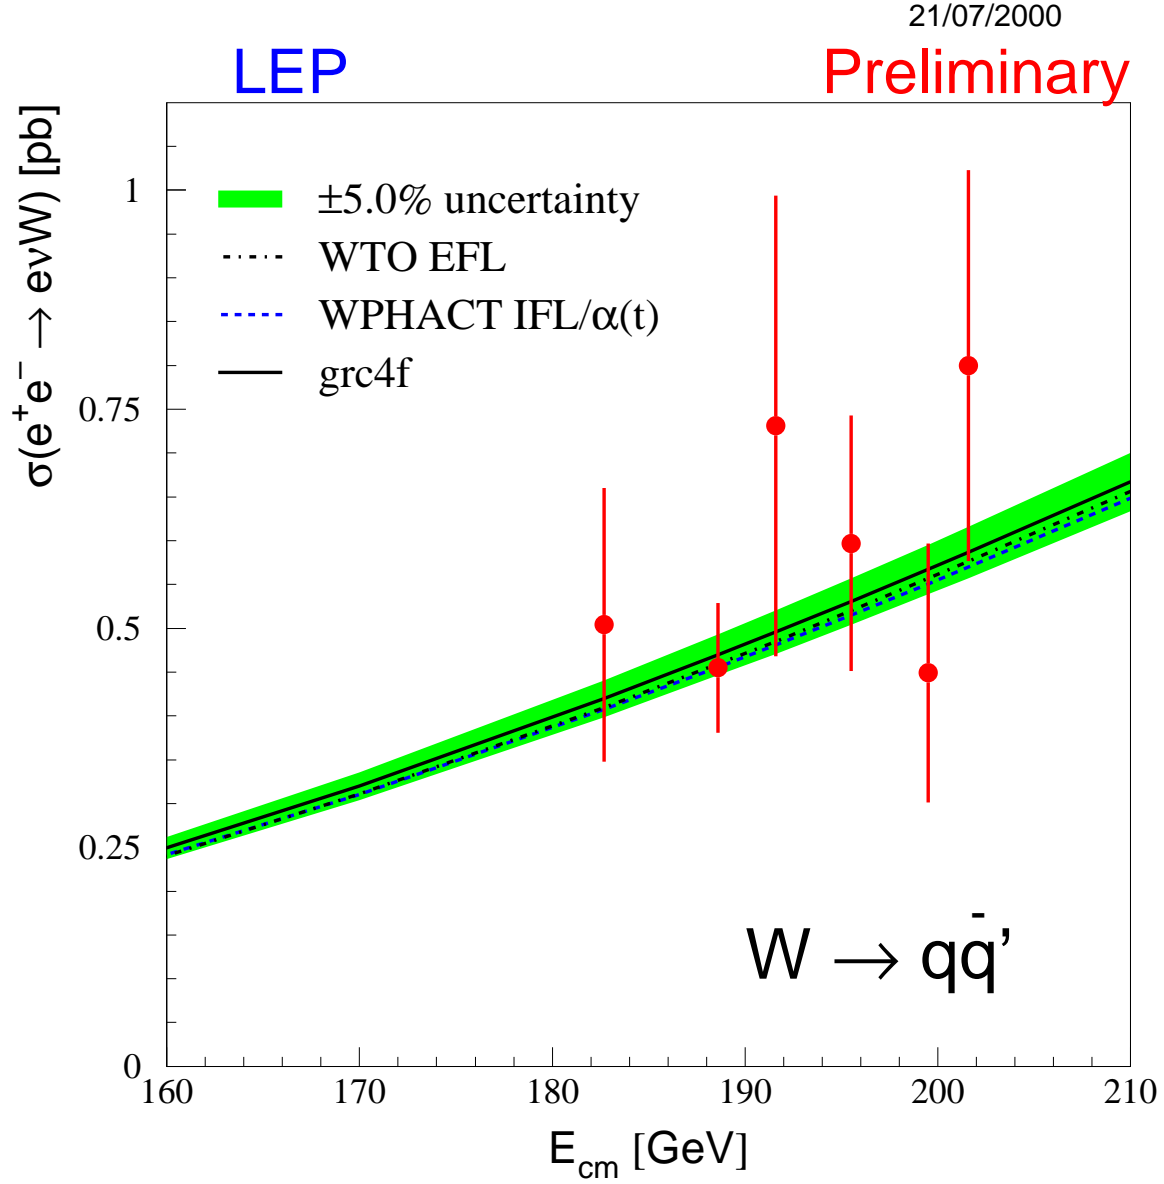 21/07/2000
LEP Preliminary
σ(e⁺e⁻ → eνW) [pb]
±5.0% uncertainty
WTO EFL
WPHACT IFL/α(t)
grc4f
1
0.75
0.5
0.25
0
W → qq̄’
160 170 180 190 200 210
E_cm [GeV]